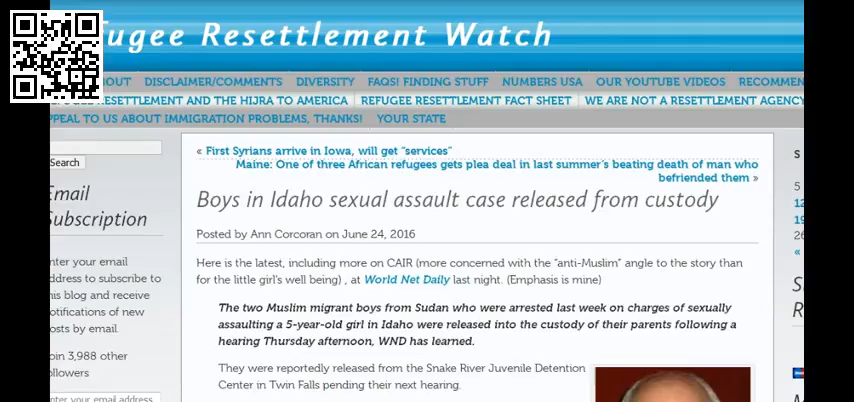 fugee Resettlement Watch
OUT DISCLAIMER/COMMENTS DIVERSITY FAQS! FINDING STUFF NUMBERS USA OUR YOUTUBE VIDEOS RECOMMEN
RESETTLEMENT AND THE HIJRA TO AMERICA REFUGEE RESETTLEMENT FACT SHEET WE ARE NOT A RESETTLEMENT AGENCY
PPEAL TO US ABOUT IMMIGRATION PROBLEMS, THANKS! YOUR STATE
« First Syrians arrive in Iowa, will get “services”
Maine: One of three African refugees gets plea deal in last summer’s beating death of man who
befriended them »
Boys in Idaho sexual assault case released from custody
Posted by Ann Corcoran on June 24, 2016
Here is the latest, including more on CAIR (more concerned with the “anti-Muslim” angle to the story than
for the little girl’s well being) , at World Net Daily last night. (Emphasis is mine)
The two Muslim migrant boys from Sudan who were arrested last week on charges of sexually
assaulting a 5-year-old girl in Idaho were released into the custody of their parents following a
hearing Thursday afternoon, WND has learned.
They were reportedly released from the Snake River Juvenile Detention
Center in Twin Falls pending their next hearing.
Search
Email
Subscription
nter your email
ddress to subscribe to
his blog and receive
otifications of new
osts by email.
oin 3,988 other
ollowers
nter your email address
S
5
12
19
26
«
S
R